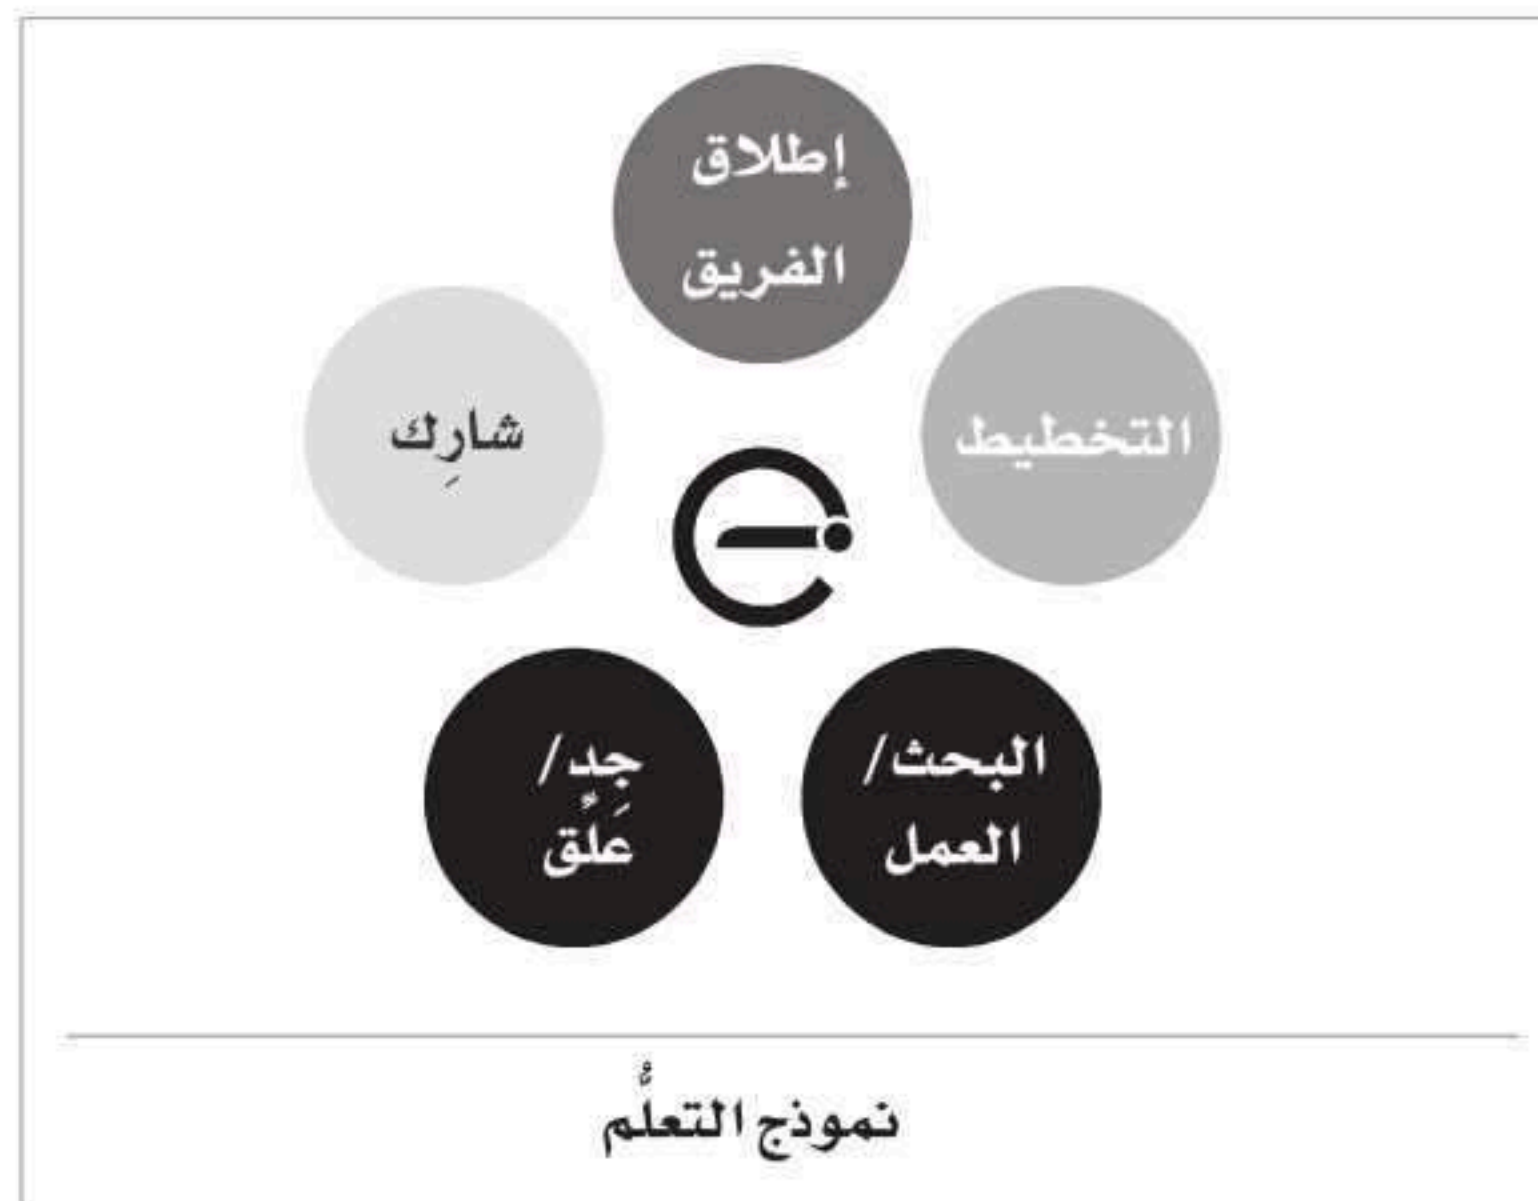 إطلاق
الفريق
التخطيط
شارِك
البحث/
العمل
جِد/
علِّق
نموذج التعلُّم